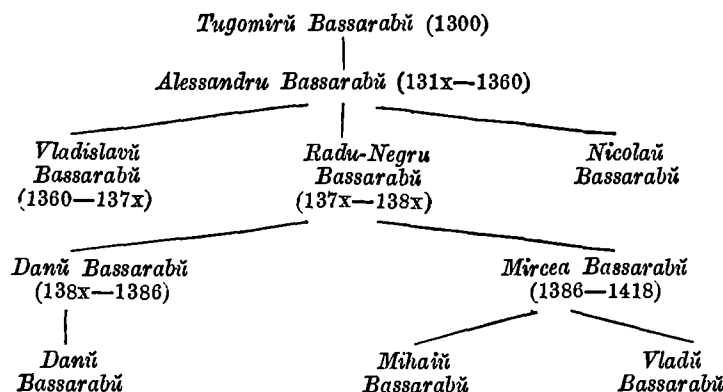 Tugomirŭ Bassarabŭ (1300)
Alessandru Bassarabŭ (131x—1360)
Vladislavŭ
Bassarabŭ
(1360—137x)
Radu-Negru
Bassarabŭ
(137x—138x)
Nicolaŭ
Bassarabŭ
Danŭ Bassarabŭ
(138x—1386)
Mircea Bassarabŭ
(1386—1418)
Danŭ
Bassarabŭ
Mihaiŭ
Bassarabŭ
Vladŭ
Bassarabŭ